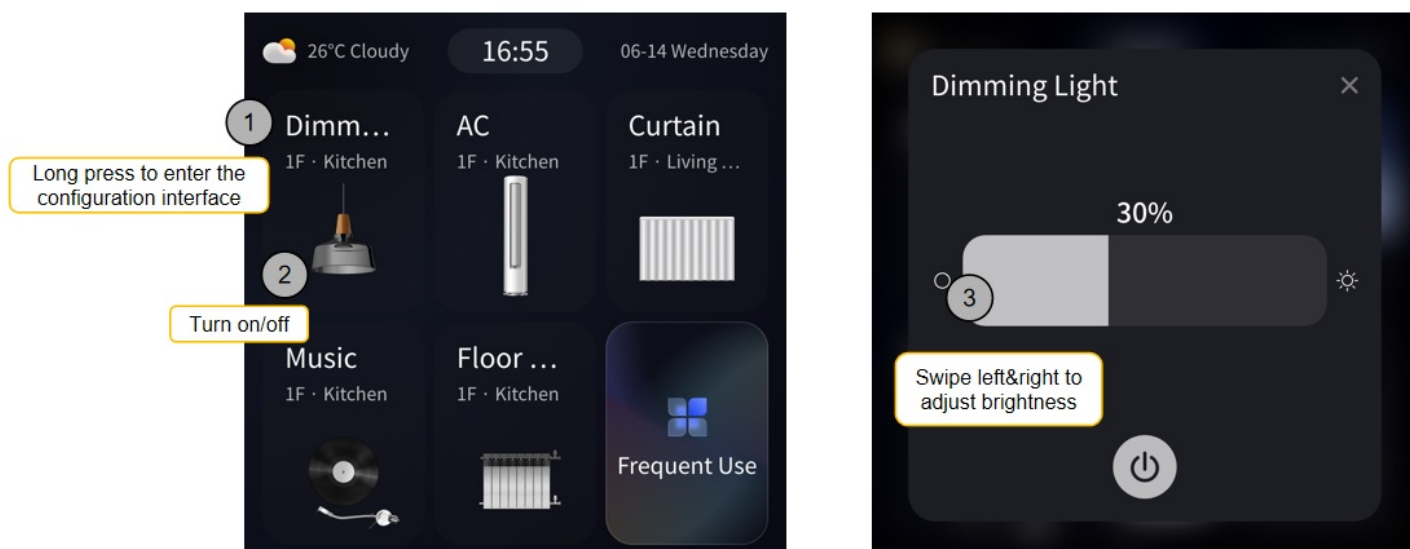 26°C Cloudy
16:55
06-14 Wednesday
1
Dimm...
AC
Curtain
1F · Kitchen
1F · Kitchen
1F · Living ...
Long press to enter the
configuration interface
2
Turn on/off
Music
Floor ...
1F · Kitchen
1F · Kitchen
Frequent Use
Dimming Light
30%
3
Swipe left&right to
adjust brightness